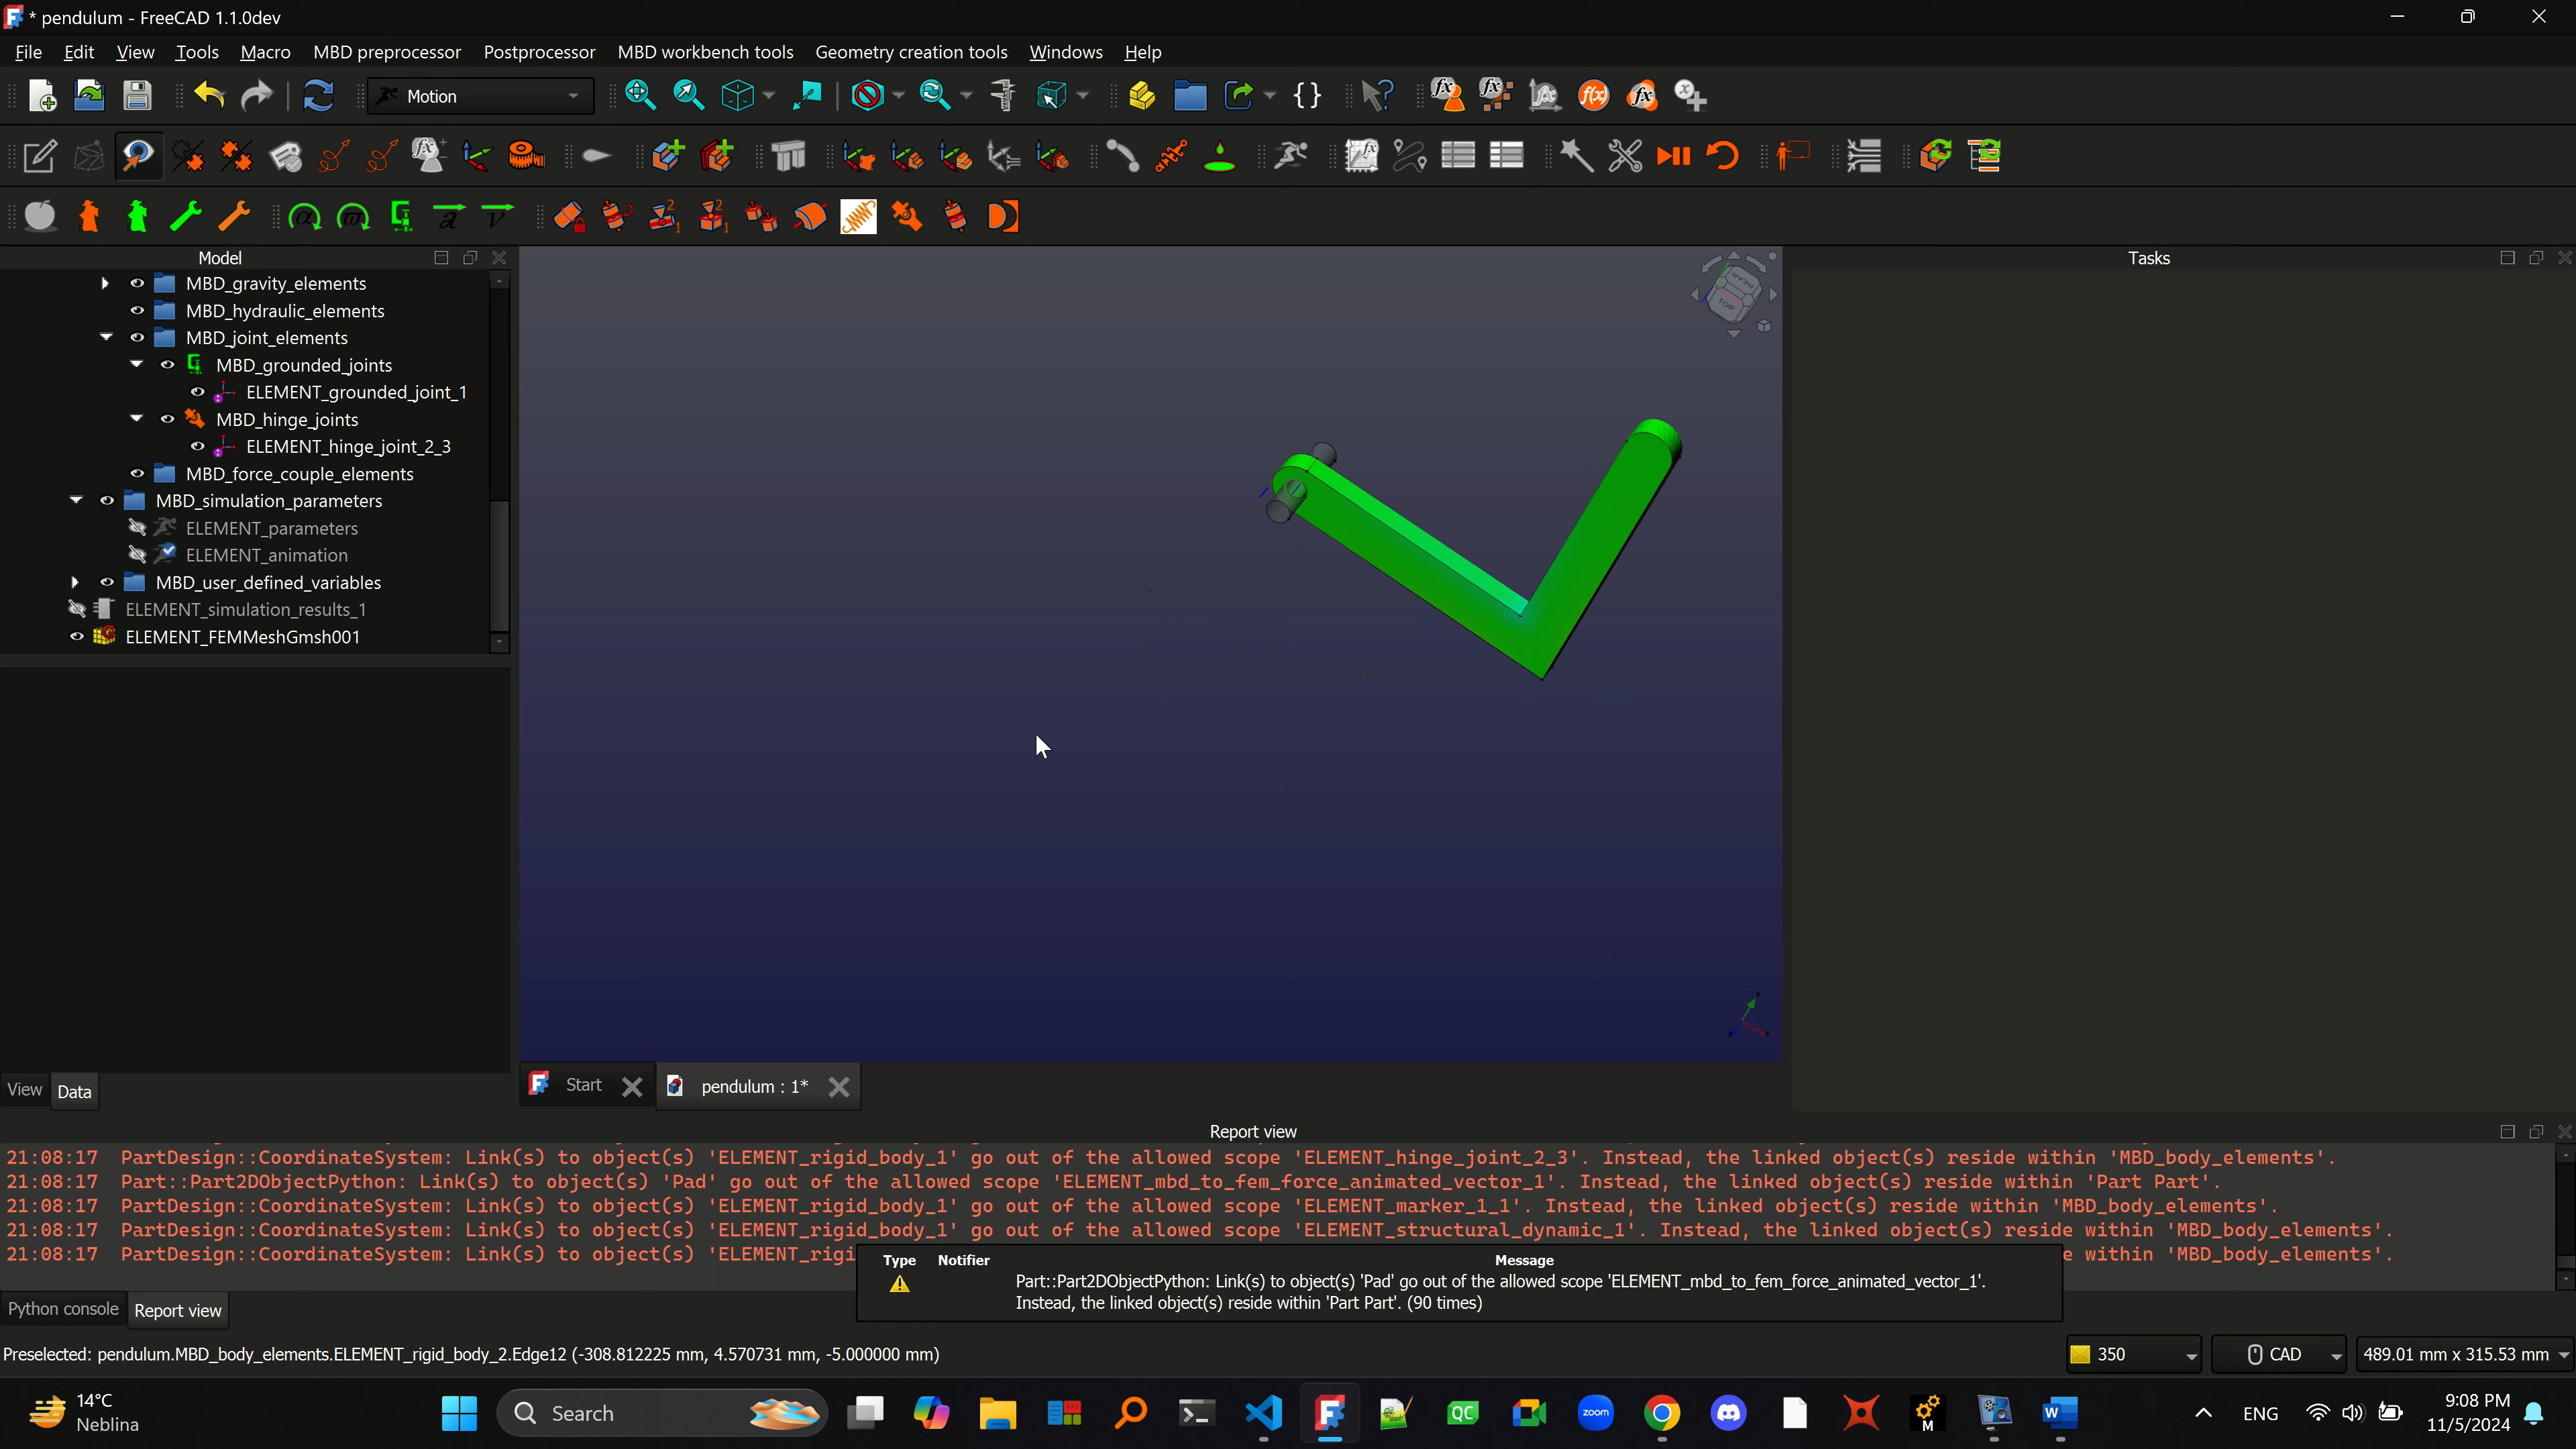 * pendulum - FreeCAD 1.1.0dev
File Edit View Tools Macro MBD preprocessor Postprocessor MBD workbench tools Geometry creation tools Windows Help
Motion
Model
Tasks
MBD_gravity_elements
MBD_hydraulic_elements
MBD_joint_elements
MBD_grounded_joints
ELEMENT_grounded_joint_1
MBD_hinge_joints
ELEMENT_hinge_joint_2_3
MBD_force_couple_elements
MBD_simulation_parameters
ELEMENT_parameters
ELEMENT_animation
MBD_user_defined_variables
ELEMENT_simulation_results_1
ELEMENT_FEMMeshGmsh001
TOP
View Data
Start
pendulum : 1*
Report view
21:08:17 PartDesign::CoordinateSystem: Link(s) to object(s) 'ELEMENT_rigid_body_1' go out of the allowed scope 'ELEMENT_hinge_joint_2_3'. Instead, the linked object(s) reside within 'MBD_body_elements'.
21:08:17 Part::Part2DObjectPython: Link(s) to object(s) 'Pad' go out of the allowed scope 'ELEMENT_mbd_to_fem_force_animated_vector_1'. Instead, the linked object(s) reside within 'Part Part'.
21:08:17 PartDesign::CoordinateSystem: Link(s) to object(s) 'ELEMENT_rigid_body_1' go out of the allowed scope 'ELEMENT_marker_1_1'. Instead, the linked object(s) reside within 'MBD_body_elements'.
21:08:17 PartDesign::CoordinateSystem: Link(s) to object(s) 'ELEMENT_rigid_body_1' go out of the allowed scope 'ELEMENT_structural_dynamic_1'. Instead, the linked object(s) reside within 'MBD_body_elements'.
21:08:17 PartDesign::CoordinateSystem: Link(s) to object(s) 'ELEMENT_rigi e within 'MBD_body_elements'.
Type Notifier Message
Part::Part2DObjectPython: Link(s) to object(s) 'Pad' go out of the allowed scope 'ELEMENT_mbd_to_fem_force_animated_vector_1'.
Instead, the linked object(s) reside within 'Part Part'. (90 times)
Python console Report view
Preselected: pendulum.MBD_body_elements.ELEMENT_rigid_body_2.Edge12 (-308.812225 mm, 4.570731 mm, -5.000000 mm)
350
CAD
489.01 mm x 315.53 mm
14°C
Neblina
Search
ENG
9:08 PM
11/5/2024